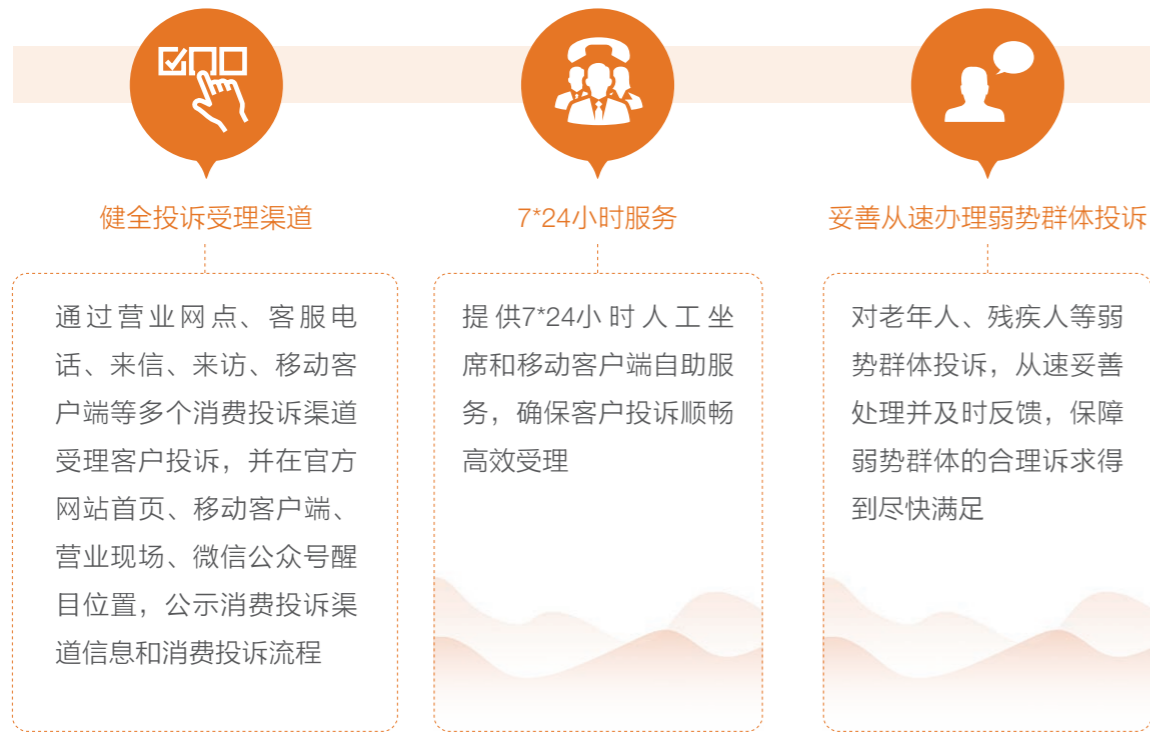 健全投诉受理渠道
通过营业网点、客服电
话、来信、来访、移动客
户端等多个消费投诉渠道
受理客户投诉，并在官方
网站首页、移动客户端、
营业现场、微信公众号醒
目位置，公示消费投诉渠
道信息和消费投诉流程
7*24小时服务
提供7*24小时人工坐
席和移动客户端自助服
务，确保客户投诉顺畅
高效受理
妥善从速办理弱势群体投诉
对老年人、残疾人等弱
势群体投诉，从速妥善
处理并及时反馈，保障
弱势群体的合理诉求得
到尽快满足